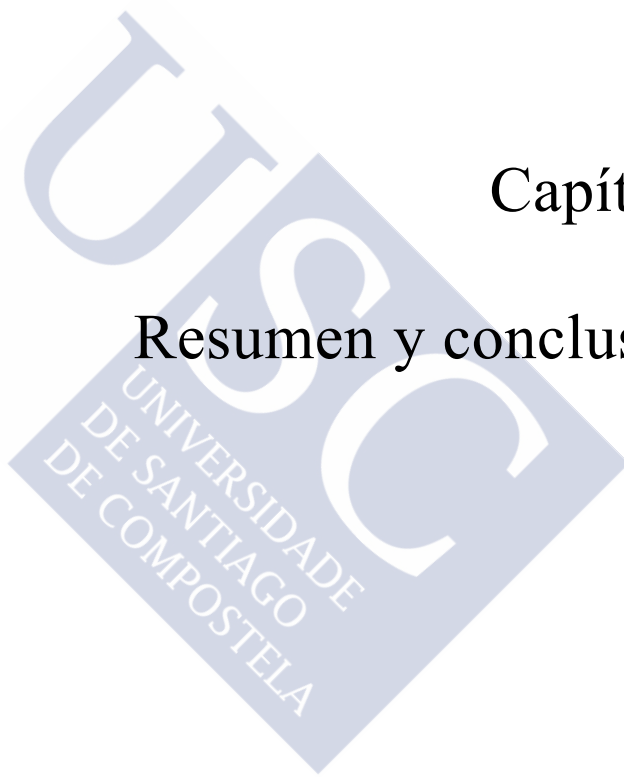 Capít
Resumen y conclus
USC
UNIVERSIDADE
DE SANTIAGO
DE COMPOSTELA